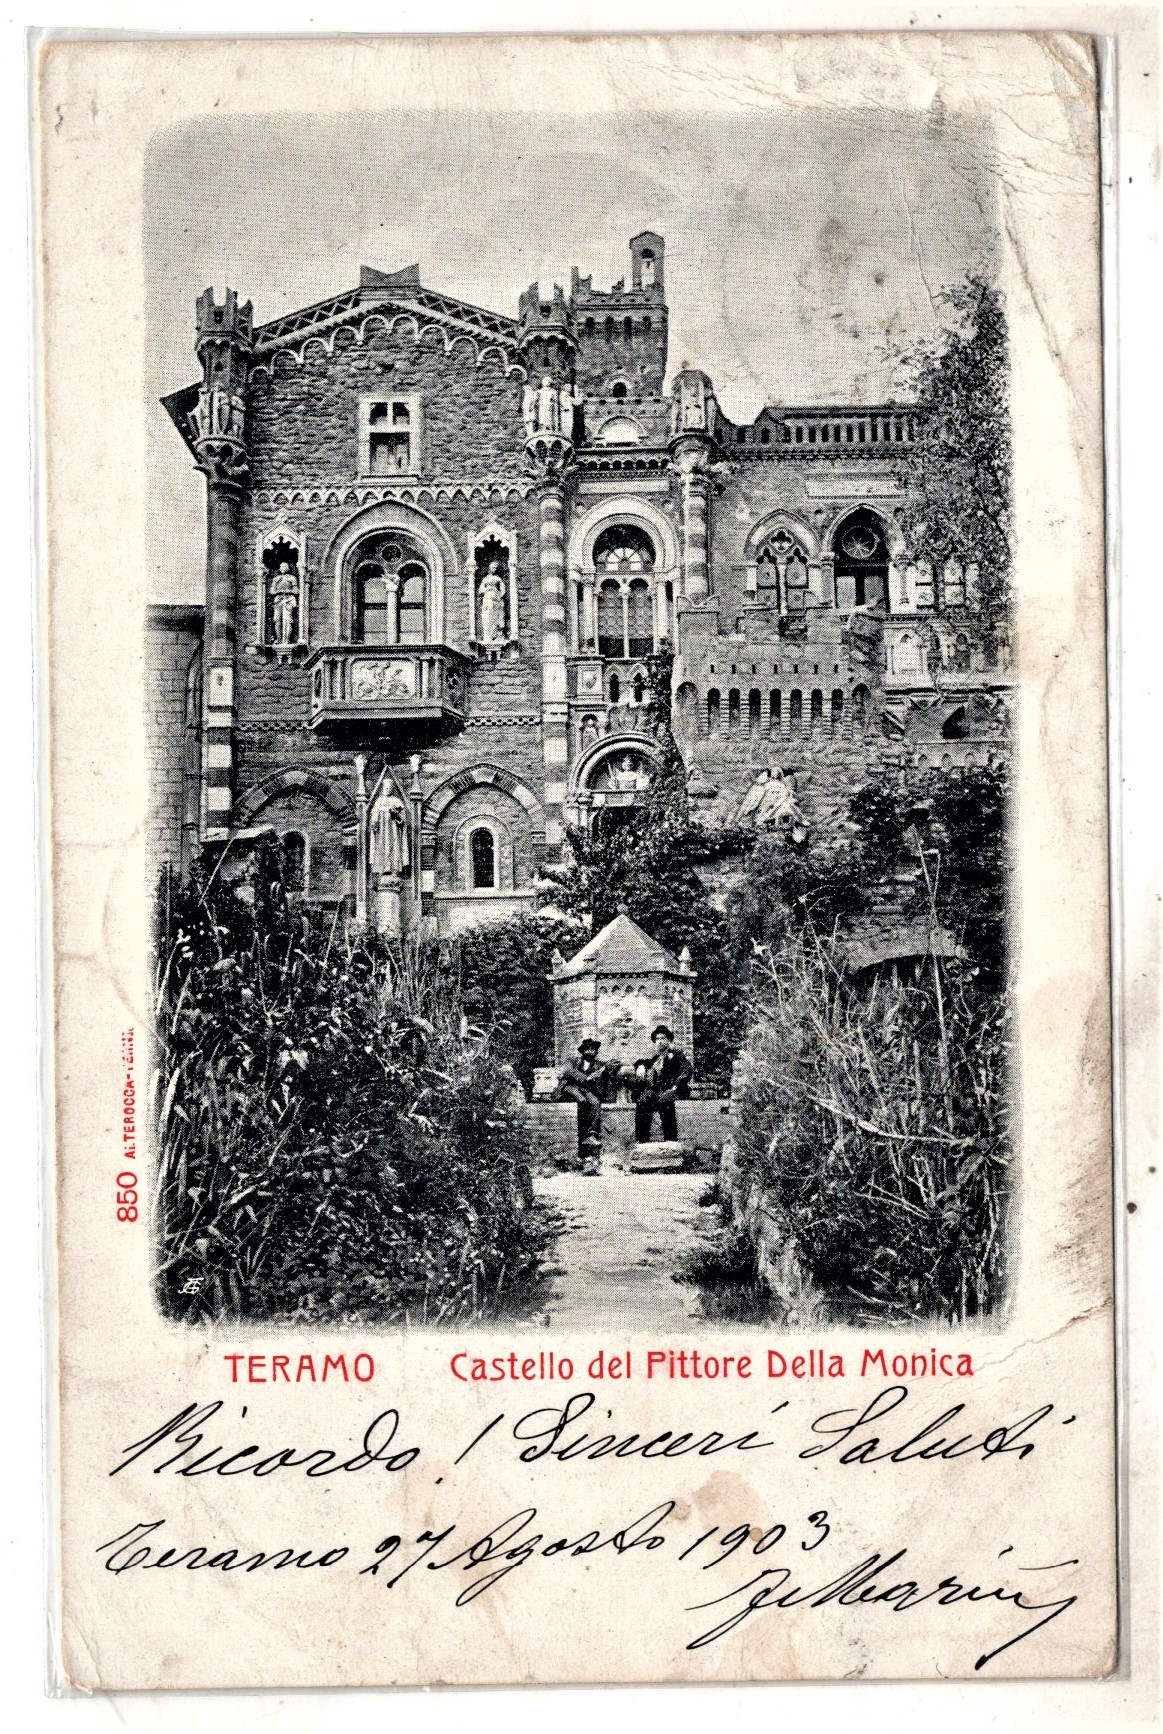 850 ALTEROCCA-TERNI
TERAMO Castello del Pittore Della Monica
Ricordo! Sinceri Saluti
Teramo 27 Agosto 1903